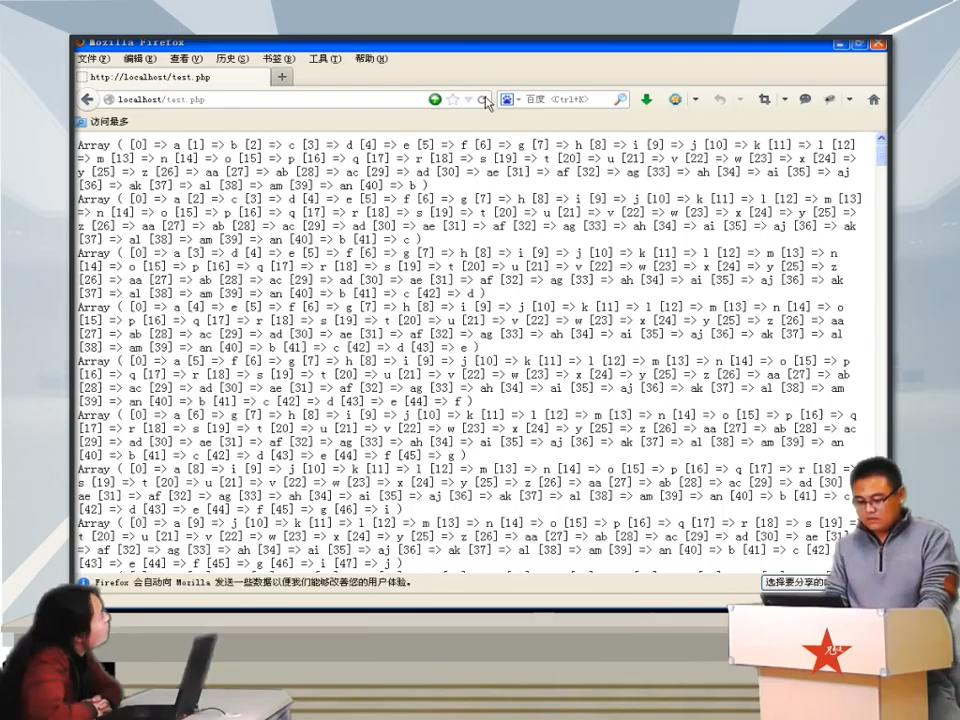 Mozilla Firefox
文件(F) 编辑(E) 查看(V) 历史(S) 书签(B) 工具(T) 帮助(H)
http://localhost/test.php +
localhost/test.php 百度 <Ctrl+K>
访问最多
Array ( [0] => a [1] => b [2] => c [3] => d [4] => e [5] => f [6] => g [7] => h [8] => i [9] => j [10] => k [11] => l [12]
=> m [13] => n [14] => o [15] => p [16] => q [17] => r [18] => s [19] => t [20] => u [21] => v [22] => w [23] => x [24] =>
y [25] => z [26] => aa [27] => ab [28] => ac [29] => ad [30] => ae [31] => af [32] => ag [33] => ah [34] => ai [35] => aj
[36] => ak [37] => al [38] => am [39] => an [40] => b )
Array ( [0] => a [2] => c [3] => d [4] => e [5] => f [6] => g [7] => h [8] => i [9] => j [10] => k [11] => l [12] => m [13]
=> n [14] => o [15] => p [16] => q [17] => r [18] => s [19] => t [20] => u [21] => v [22] => w [23] => x [24] => y [25] =>
z [26] => aa [27] => ab [28] => ac [29] => ad [30] => ae [31] => af [32] => ag [33] => ah [34] => ai [35] => aj [36] => ak
[37] => al [38] => am [39] => an [40] => b [41] => c )
Array ( [0] => a [3] => d [4] => e [5] => f [6] => g [7] => h [8] => i [9] => j [10] => k [11] => l [12] => m [13] => n
[14] => o [15] => p [16] => q [17] => r [18] => s [19] => t [20] => u [21] => v [22] => w [23] => x [24] => y [25] => z
[26] => aa [27] => ab [28] => ac [29] => ad [30] => ae [31] => af [32] => ag [33] => ah [34] => ai [35] => aj [36] => ak
[37] => al [38] => am [39] => an [40] => b [41] => c [42] => d )
Array ( [0] => a [4] => e [5] => f [6] => g [7] => h [8] => i [9] => j [10] => k [11] => l [12] => m [13] => n [14] => o
[15] => p [16] => q [17] => r [18] => s [19] => t [20] => u [21] => v [22] => w [23] => x [24] => y [25] => z [26] => aa
[27] => ab [28] => ac [29] => ad [30] => ae [31] => af [32] => ag [33] => ah [34] => ai [35] => aj [36] => ak [37] => al
[38] => am [39] => an [40] => b [41] => c [42] => d [43] => e )
Array ( [0] => a [5] => f [6] => g [7] => h [8] => i [9] => j [10] => k [11] => l [12] => m [13] => n [14] => o [15] => p
[16] => q [17] => r [18] => s [19] => t [20] => u [21] => v [22] => w [23] => x [24] => y [25] => z [26] => aa [27] => ab
[28] => ac [29] => ad [30] => ae [31] => af [32] => ag [33] => ah [34] => ai [35] => aj [36] => ak [37] => al [38] => am
[39] => an [40] => b [41] => c [42] => d [43] => e [44] => f )
Array ( [0] => a [6] => g [7] => h [8] => i [9] => j [10] => k [11] => l [12] => m [13] => n [14] => o [15] => p [16] => q
[17] => r [18] => s [19] => t [20] => u [21] => v [22] => w [23] => x [24] => y [25] => z [26] => aa [27] => ab [28] => ac
[29] => ad [30] => ae [31] => af [32] => ag [33] => ah [34] => ai [35] => aj [36] => ak [37] => al [38] => am [39] => an
[40] => b [41] => c [42] => d [43] => e [44] => f [45] => g )
Array ( [0] => a [8] => i [9] => j [10] => k [11] => l [12] => m [13] => n [14] => o [15] => p [16] => q [17] => r [18] =>
s [19] => t [20] => u [21] => v [22] => w [23] => x [24] => y [25] => z [26] => aa [27] => ab [28] => ac [29] => ad [30]
ae [31] => af [32] => ag [33] => ah [34] => ai [35] => aj [36] => ak [37] => al [38] => am [39] => an [40] => b [41] => c
[42] => d [43] => e [44] => f [45] => g [46] => i )
Array ( [0] => a [9] => j [10] => k [11] => l [12] => m [13] => n [14] => o [15] => p [16] => q [17] => r [18] => s [19] =>
t [20] => u [21] => v [22] => w [23] => x [24] => y [25] => z [26] => aa [27] => ab [28] => ac [29] => ad [30] => ae
=> af [32] => ag [33] => ah [34] => ai [35] => aj [36] => ak [37] => al [38] => am [39] => an [40] => b [41] => c [42]
[43] => e [44] => f [45] => g [46] => i [47] => j )
Firefox 会自动向 Mozilla 发送一些数据以便我们能够改善您的用户体验。 选择要分享的